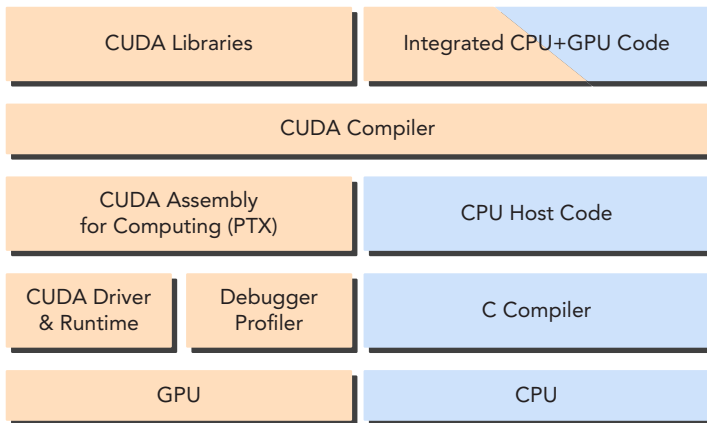 CUDA Libraries
Integrated CPU+GPU Code
CUDA Compiler
CUDA Assembly
for Computing (PTX)
CPU Host Code
CUDA Driver
& Runtime
Debugger
Profiler
C Compiler
GPU
CPU